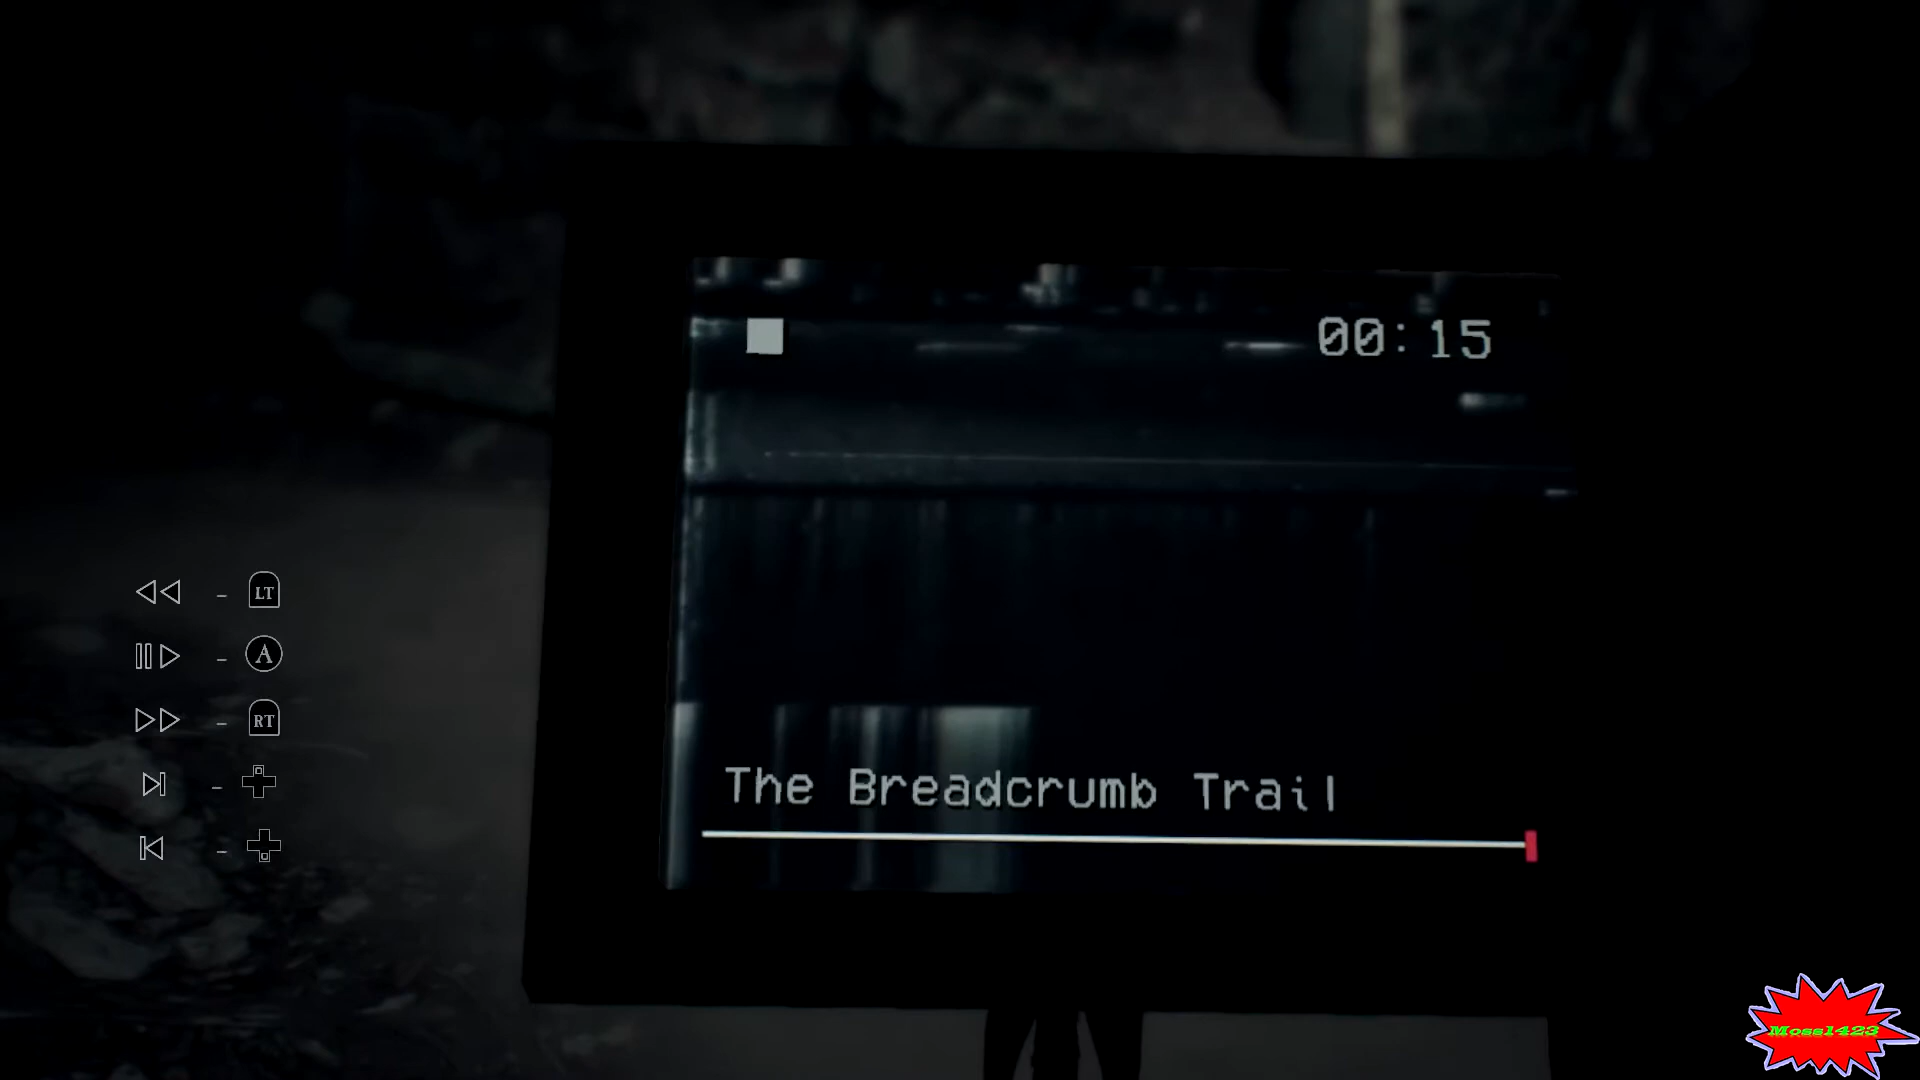 00:15
- LT
- A
- RT
-
-
The Breadcrumb Trail
Moss1423